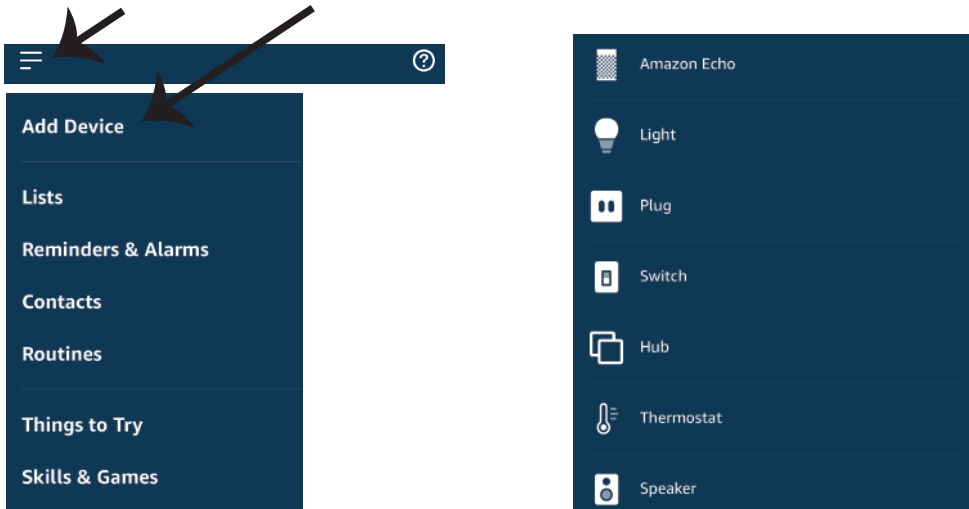 Add Device
Lists
Reminders & Alarms
Contacts
Routines
Things to Try
Skills & Games
Amazon Echo
Light
Plug
Switch
Hub
Thermostat
Speaker